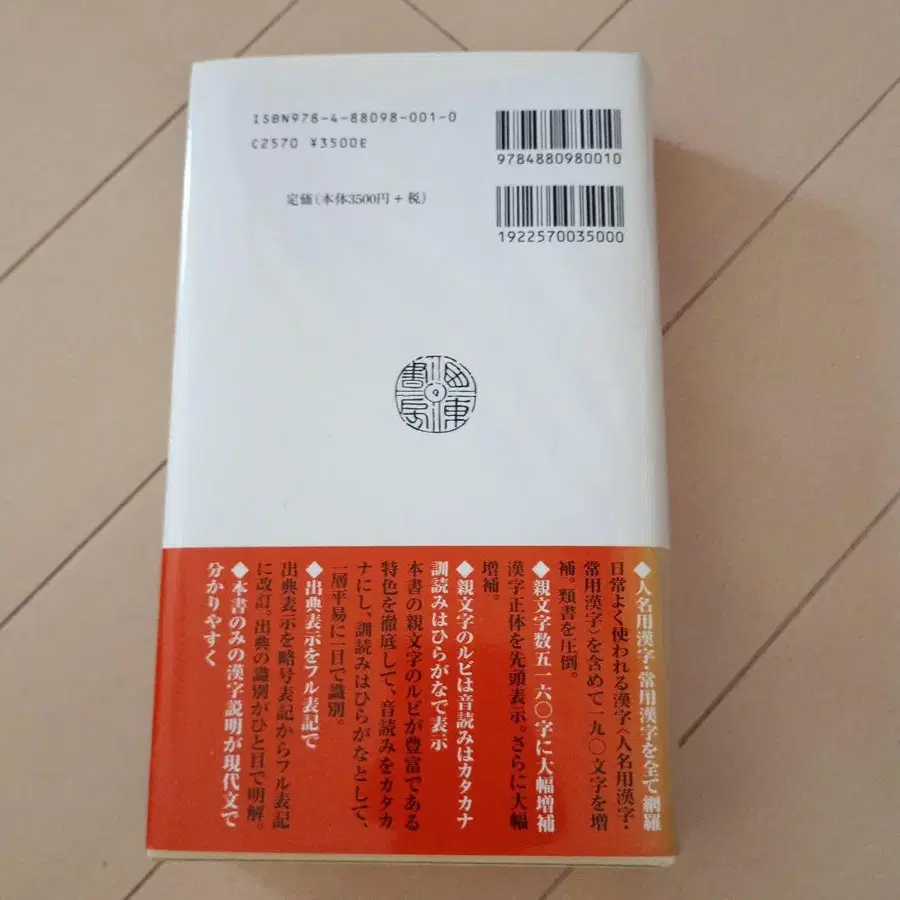 ISBN978-4-88098-001-0
C2570 ¥3500E
定価(本体3500円+税)
9784880980010
1922570035000
西東書房
◆人名用漢字・常用漢字を全て網羅
日常よく使われる漢字〈人名用漢字・
常用漢字〉を含めて一九〇文字を増
補。類書を圧倒。
◆親文字数五一六〇字に大幅増補
漢字正体を先頭表示。さらに大幅
増補。
◆親文字のルビは音読みはカタカナ
訓読みはひらがなで表示
本書の親文字のルビが豊富である
特色を徹底して、音読みをカタカ
ナにし、訓読みはひらがなとして、
一層平易に一目で識別。
◆出典表示をフル表記で
出典表示を略号表記からフル表記
に改訂。出典の識別がひと目で明解。
◆本書のみの漢字説明が現代文で
分かりやすく